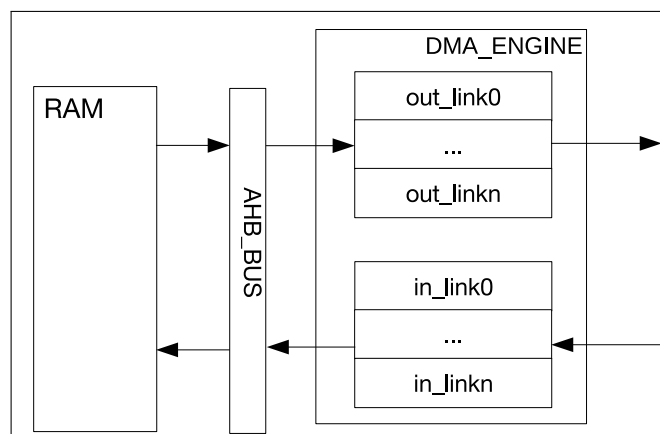 DMA_ENGINE
RAM
AHB_BUS
out_link0
...
out_linkn
in_link0
...
in_linkn